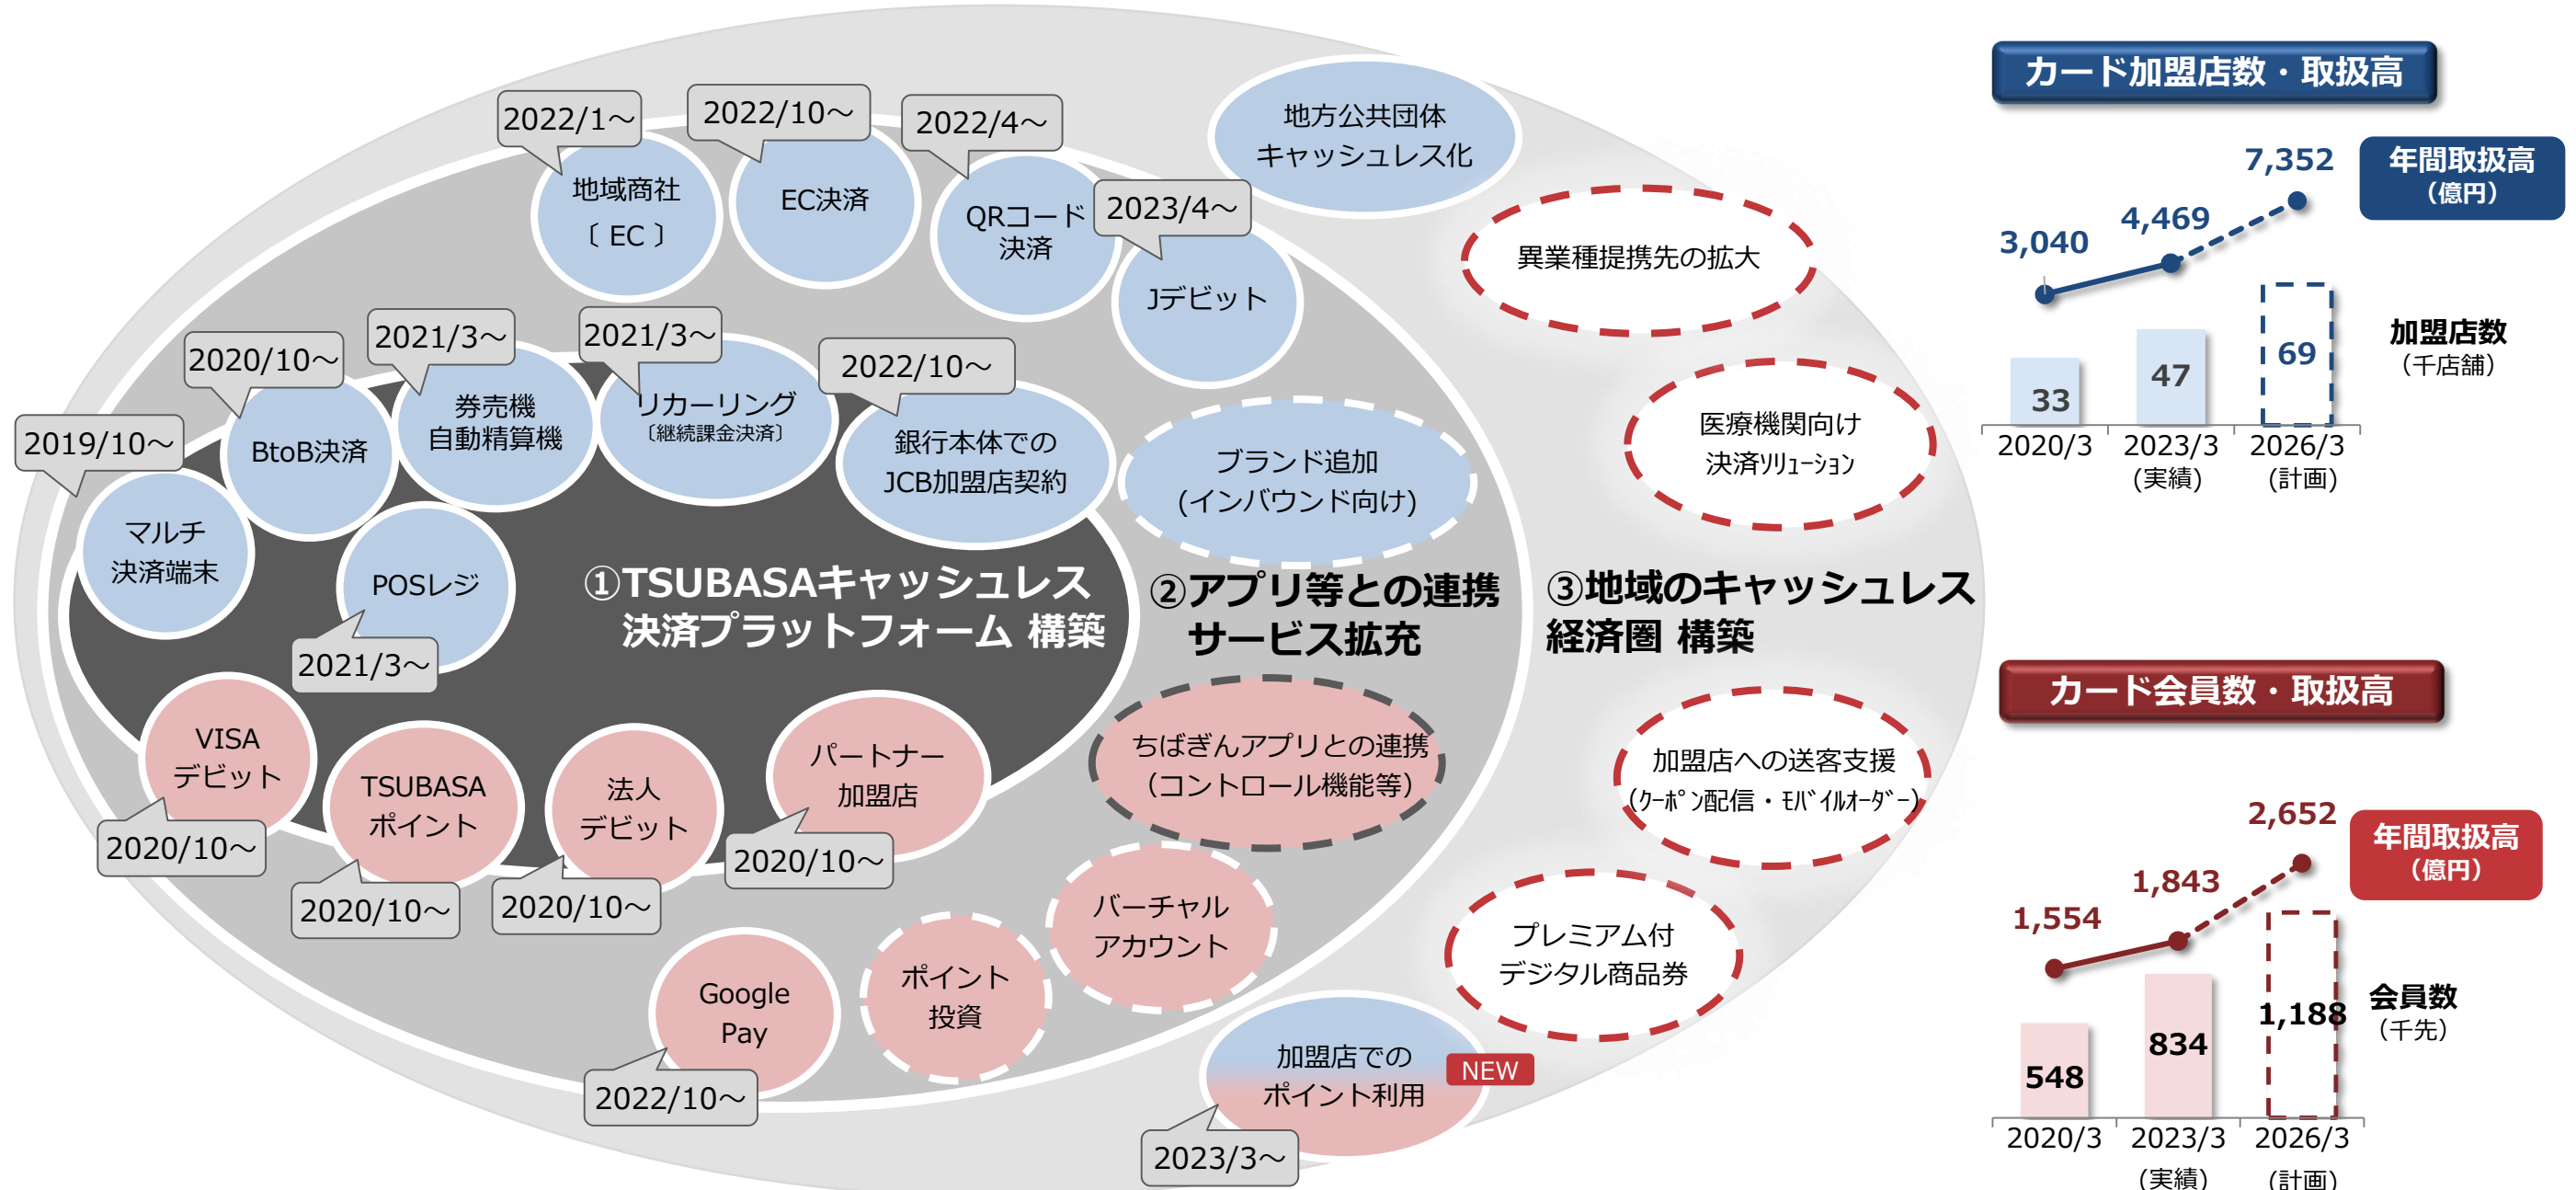 2022/1～
地域商社
〔 EC 〕
2022/10～
EC決済
2022/4～
QRコード
決済
2023/4～
Jデビット
地方公共団体
キャッシュレス化
2019/10～
マルチ
決済端末
2020/10～
BtoB決済
2021/3～
券売機
自動精算機
2021/3～
リカーリング
〔継続課金決済〕
2022/10～
銀行本体での
JCB加盟店契約
POSレジ
2021/3～
ブランド追加
(インバウンド向け)
異業種提携先の拡大
医療機関向け
決済ｿﾘｭｰｼｮﾝ
①TSUBASAキャッシュレス
決済プラットフォーム 構築
②アプリ等との連携
サービス拡充
③地域のキャッシュレス
経済圏 構築
VISA
デビット
2020/10～
TSUBASA
ポイント
2020/10～
法人
デビット
2020/10～
パートナー
加盟店
2020/10～
ちばぎんアプリとの連携
（コントロール機能等）
バーチャル
アカウント
ポイント
投資
Google
Pay
2022/10～
加盟店への送客支援
（ｸｰﾎﾟﾝ配信・ﾓﾊﾞｲﾙｵｰﾀﾞｰ）
プレミアム付
デジタル商品券
加盟店での
ポイント利用
NEW
2023/3～
カード加盟店数・取扱高
年間取扱高
（億円）
3,040
4,469
7,352
加盟店数
（千店舗）
33
47
69
2020/3
2023/3
(実績)
2026/3
(計画)
カード会員数・取扱高
年間取扱高
（億円）
1,554
1,843
2,652
会員数
（千先）
548
834
1,188
2020/3
2023/3
(実績)
2026/3
(計画)